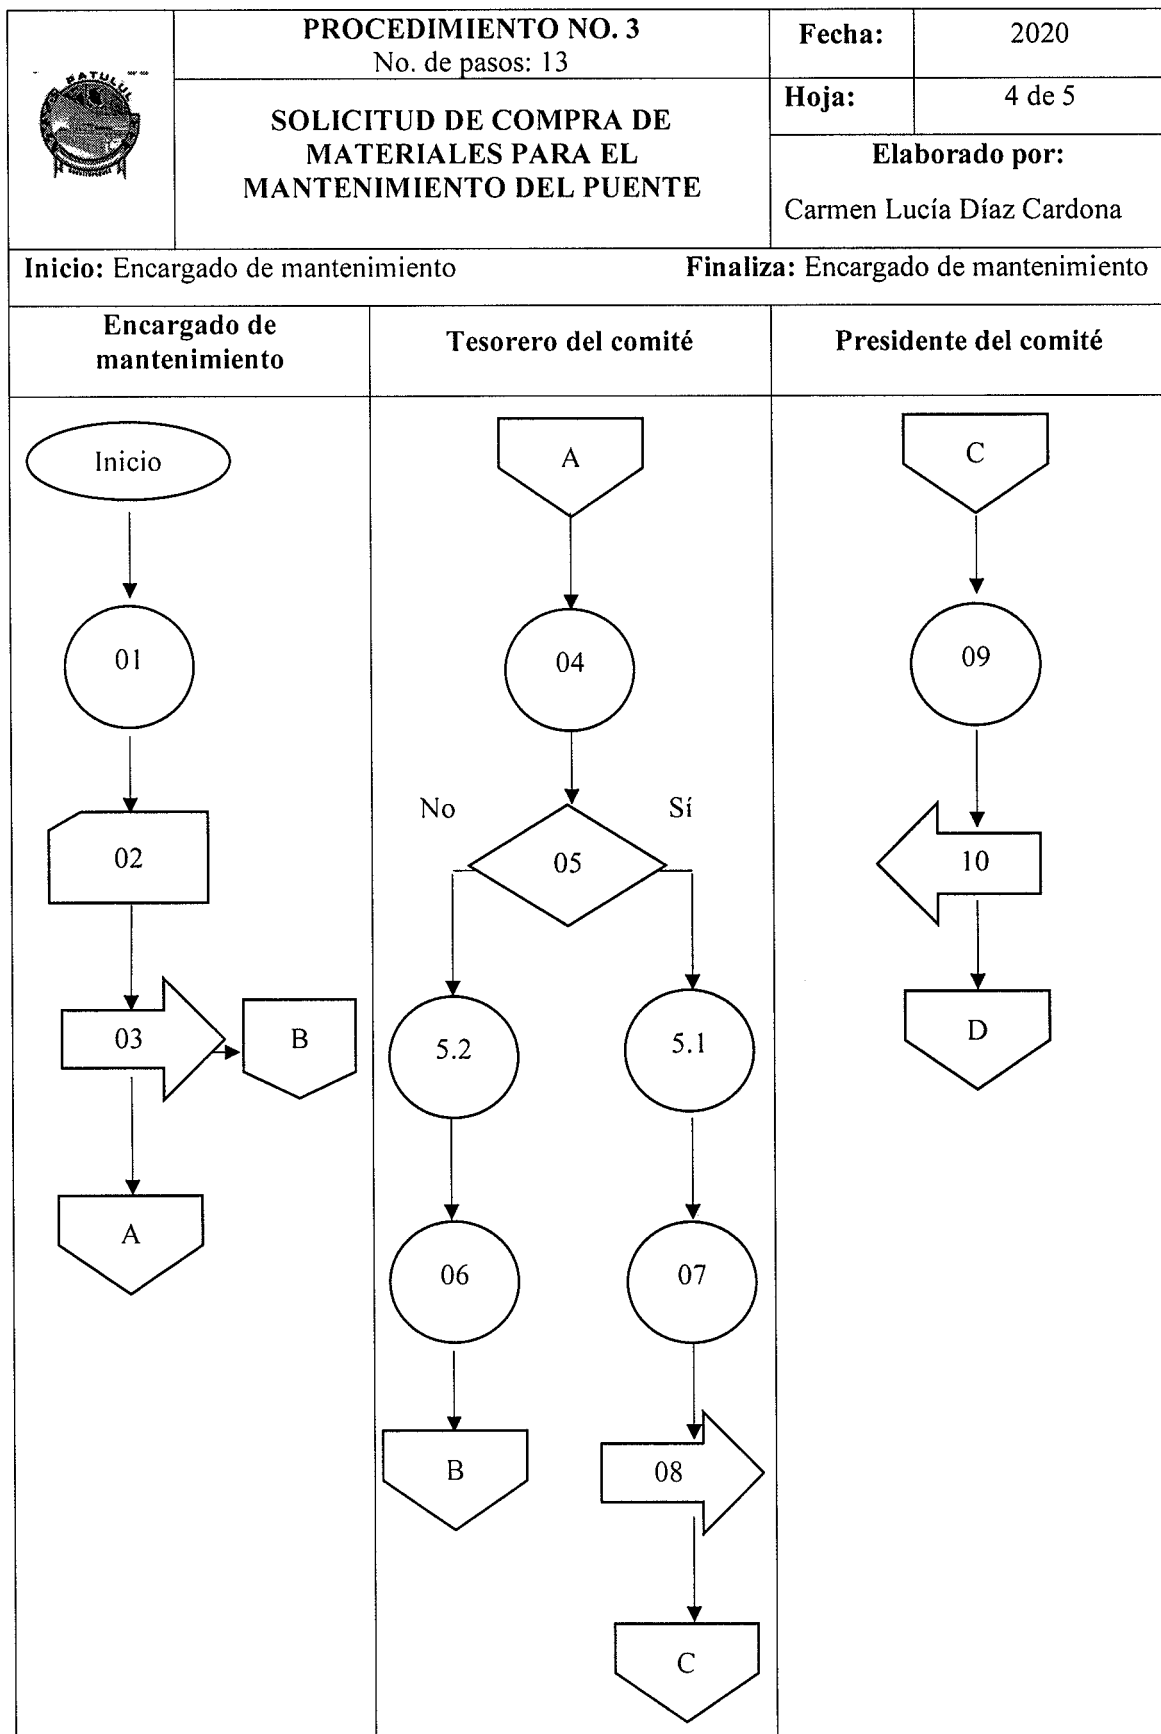 PATULUL
PROCEDIMIENTO NO. 3
No. de pasos: 13
SOLICITUD DE COMPRA DE
MATERIALES PARA EL
MANTENIMIENTO DEL PUENTE
Fecha:
2020
Hoja:
4 de 5
Elaborado por:
Carmen Lucía Díaz Cardona
Inicio: Encargado de mantenimiento
Finaliza: Encargado de mantenimiento
Encargado de
mantenimiento
Tesorero del comité
Presidente del comité
Inicio
01
02
03
B
A
A
04
No
Sí
05
5.2
5.1
06
07
B
08
C
C
09
10
D